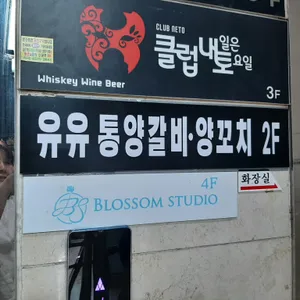 F
CLUB NETO
클럽 내일은
토요일
Whiskey Wine Beer
3F
유유 통양갈비·양꼬치 2F
4F
화장실
BLOSSOM STUDIO